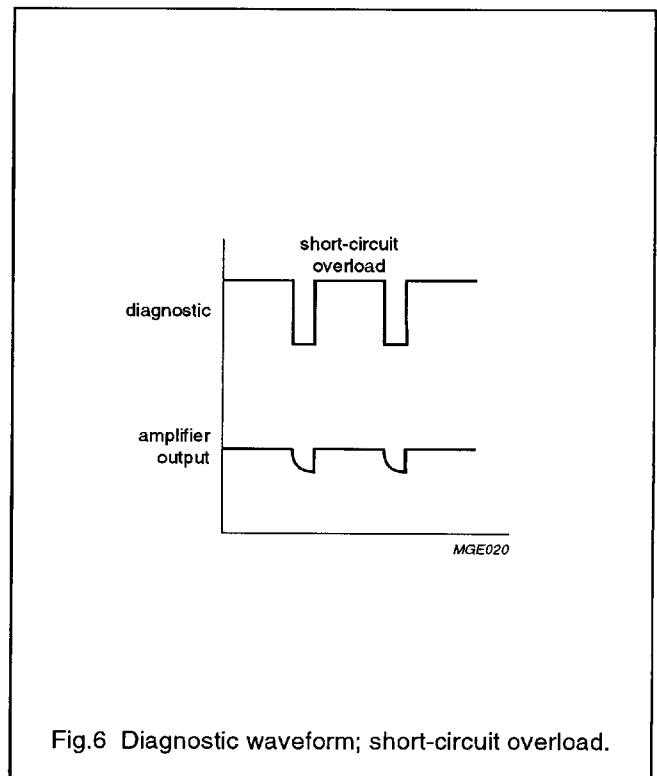 short-circuit
overload
diagnostic
amplifier
output
MGE020
Fig.6 Diagnostic waveform; short-circuit overload.